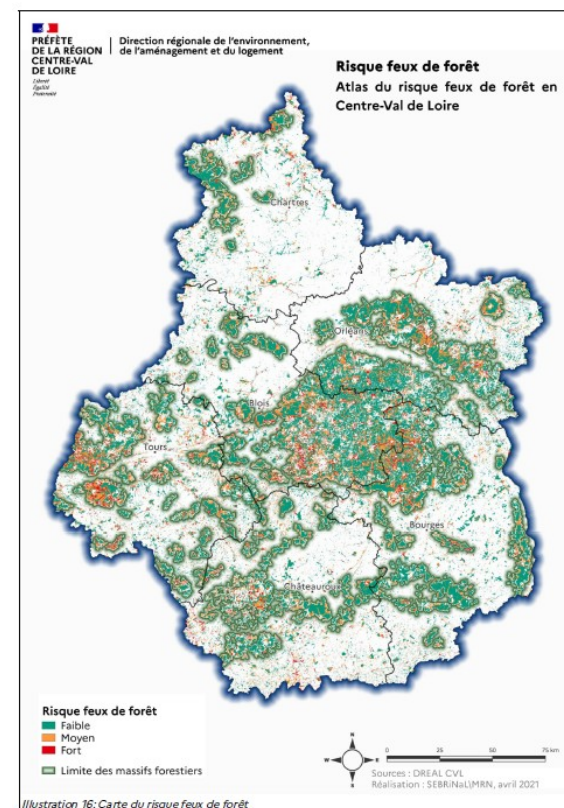 PRÉFÈTE
DE LA RÉGION
CENTRE-VAL
DE LOIRE
Liberté
Égalité
Fraternité
Direction régionale de l'environnement,
de l'aménagement et du logement
Risque feux de forêt
Atlas du risque feux de forêt en
Centre-Val de Loire
Chartres
Orléans
Blois
Tours
Bourges
Châteauroux
Risque feux de forêt
Faible
Moyen
Fort
Limite des massifs forestiers
N
W
E
S
0 25 50 75 km
Sources : DREAL CVL
Réalisation : SEBRiNaL\MRN, avril 2021
Illustration 16: Carte du risque feux de forêt